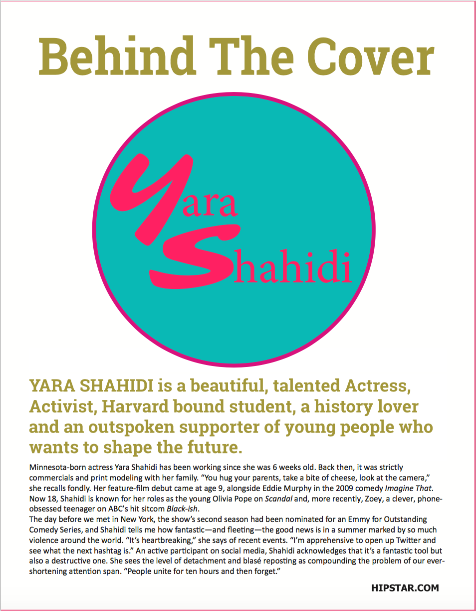 Behind The Cover
Yara
Shahidi
YARA SHAHIDI is a beautiful, talented Actress,
Activist, Harvard bound student, a history lover
and an outspoken supporter of young people who
wants to shape the future.
Minnesota-born actress Yara Shahidi has been working since she was 6 weeks old. Back then, it was strictly
commercials and print modeling with her family. “You hug your parents, take a bite of cheese, look at the camera,”
she recalls fondly. Her feature-film debut came at age 9, alongside Eddie Murphy in the 2009 comedy Imagine That.
Now 18, Shahidi is known for her roles as the young Olivia Pope on Scandal and, more recently, Zoey, a clever, phone-
obsessed teenager on ABC's hit sitcom Black-ish.
The day before we met in New York, the show's second season had been nominated for an Emmy for Outstanding
Comedy Series, and Shahidi tells me how fantastic—and fleeting—the good news is in a summer marked by so much
violence around the world. “It's heartbreaking,” she says of recent events. “I'm apprehensive to open up Twitter and
see what the next hashtag is.” An active participant on social media, Shahidi acknowledges that it's a fantastic tool but
also a destructive one. She sees the level of detachment and blasé reposting as compounding the problem of our ever-
shortening attention span. “People unite for ten hours and then forget.”
HIPSTAR.COM